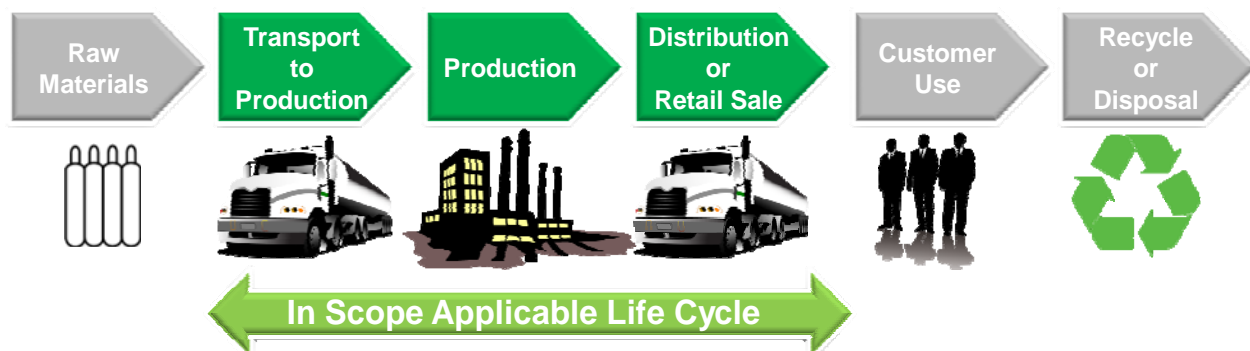 Raw
Materials
Transport
to
Production
Production
Distribution
or
Retail Sale
Customer
Use
Recycle
or
Disposal
In Scope Applicable Life Cycle